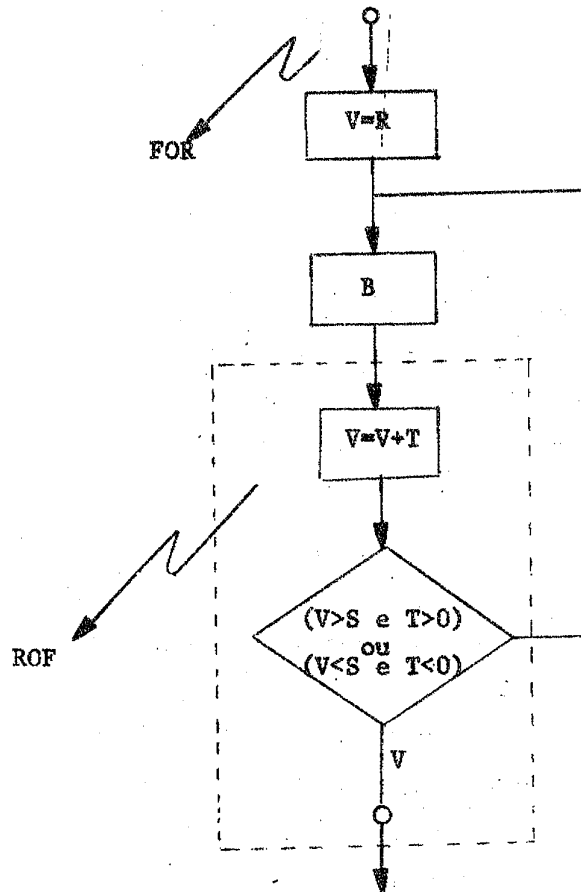 V=R
FOR
B
V=V+T
(V>S e T>0)
ou
(V<S e T<0)
ROF
V